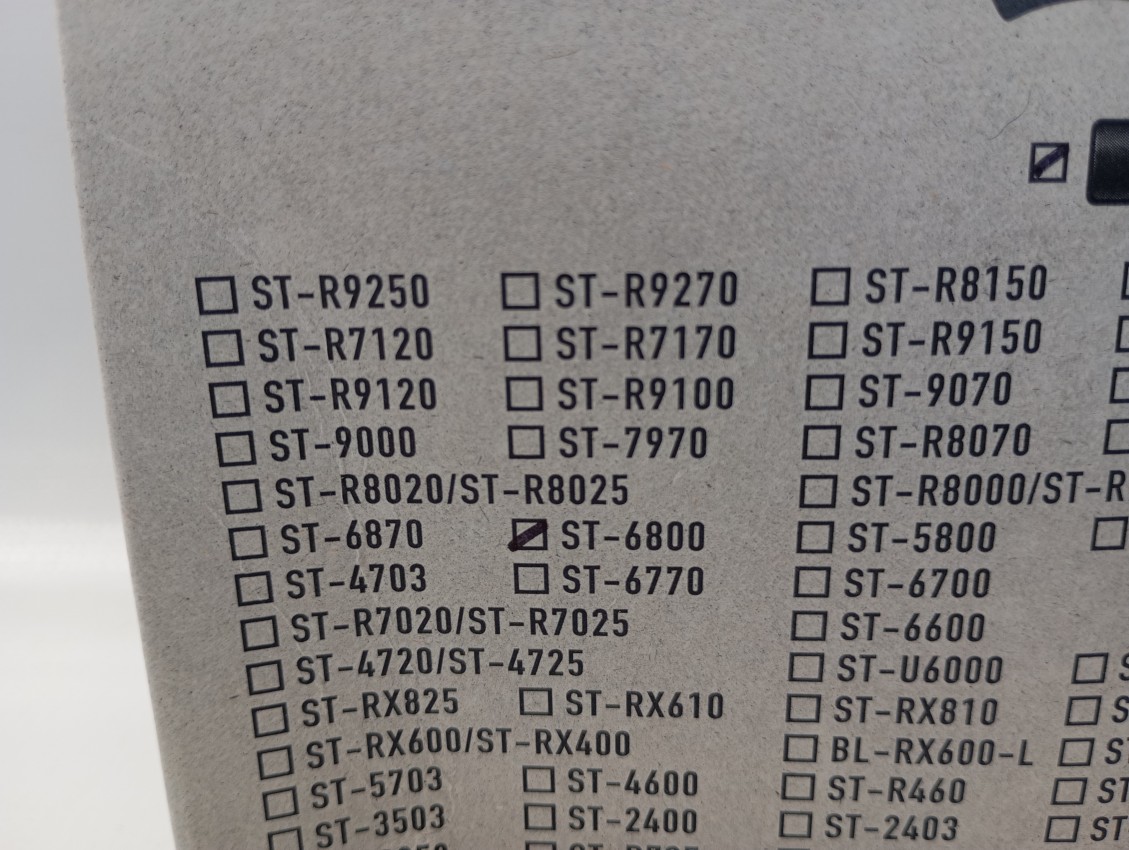 ST-R9250 ST-R9270 ST-R8150
ST-R7120 ST-R7170 ST-R9150
ST-R9120 ST-R9100 ST-9070
ST-9000 ST-7970 ST-R8070
ST-R8020/ST-R8025 ST-R8000/ST-R
ST-6870 ST-6800 ST-5800
ST-4703 ST-6770 ST-6700
ST-R7020/ST-R7025 ST-6600
ST-4720/ST-4725 ST-U6000
ST-RX825 ST-RX610 ST-RX810
ST-RX600/ST-RX400 BL-RX600-L
ST-5703 ST-4600 ST-R460 ST
ST-3503 ST-2400 ST-2403 ST